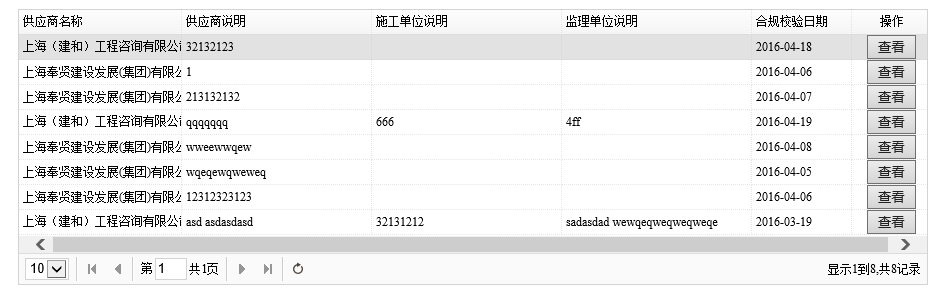 供应商名称 供应商说明 施工单位说明 监理单位说明 合规校验日期 操作
上海（建和）工程咨询有限公司 32132123 2016-04-18 查看
上海奉贤建设发展(集团)有限公 1 2016-04-06 查看
上海奉贤建设发展(集团)有限公 213132132 2016-04-07 查看
上海（建和）工程咨询有限公司 qqqqqqq 666 4ff 2016-04-19 查看
上海奉贤建设发展(集团)有限公 wweewwqew 2016-04-08 查看
上海奉贤建设发展(集团)有限公 wqeqewqweweq 2016-04-05 查看
上海奉贤建设发展(集团)有限公 12312323123 2016-04-06 查看
上海（建和）工程咨询有限公司 asd asdasdasd 32131212 sadasdad wewqeqweqweqweqe 2016-03-19 查看
10 第 1 共1页 显示1到8,共8记录